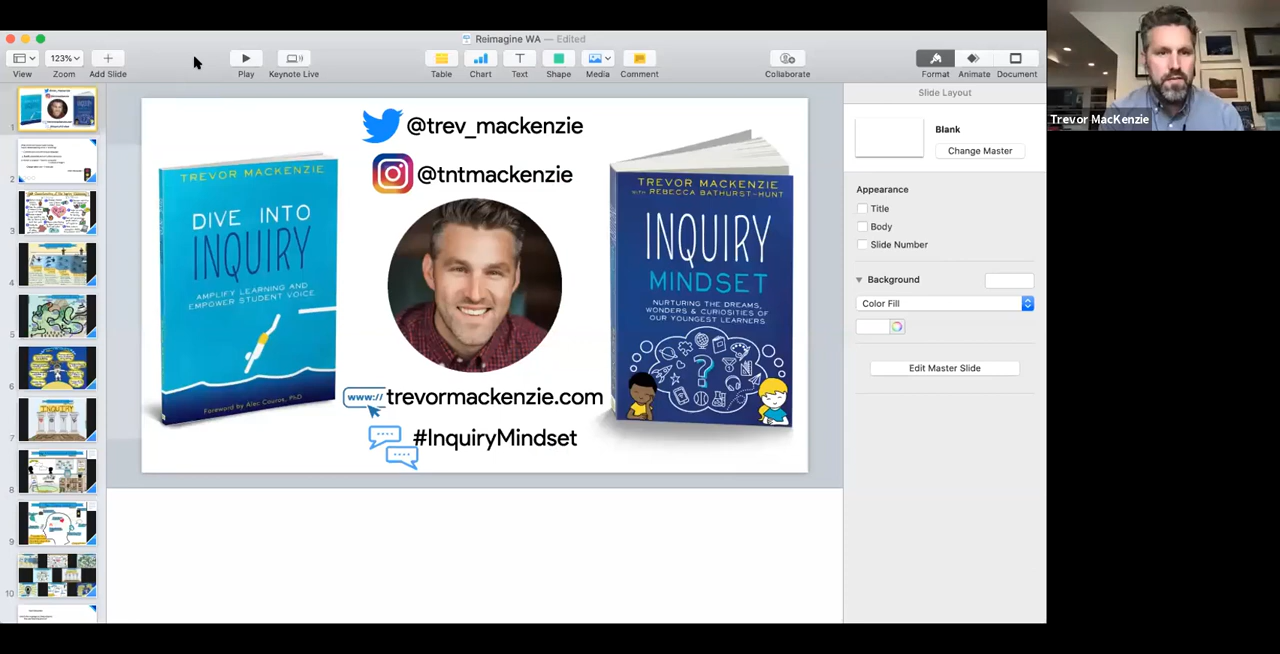 Reimagine WA — Edited
View
123%
Zoom
Add Slide
Play
Keynote Live
Table
Chart
Text
Shape
Media
Comment
Collaborate
Format
Animate
Document
Trevor MacKenzie
@trev_mackenzie
@tntmackenzie
TREVOR MACKENZIE
DIVE INTO
INQUIRY
AMPLIFY LEARNING AND
EMPOWER STUDENT VOICE
Foreword by Alec Couros, PhD
TREVOR MACKENZIE
WITH REBECCA BATHURST-HUNT
INQUIRY
MINDSET
NURTURING THE DREAMS,
WONDERS & CURIOSITIES OF
OUR YOUNGEST LEARNERS
?
www://
trevormackenzie.com
#InquiryMindset
1
2
3
4
5
6
7
INQUIRY
8
9
10
Slide Layout
Blank
Change Master
Appearance
Title
Body
Slide Number
Background
Color Fill
Edit Master Slide